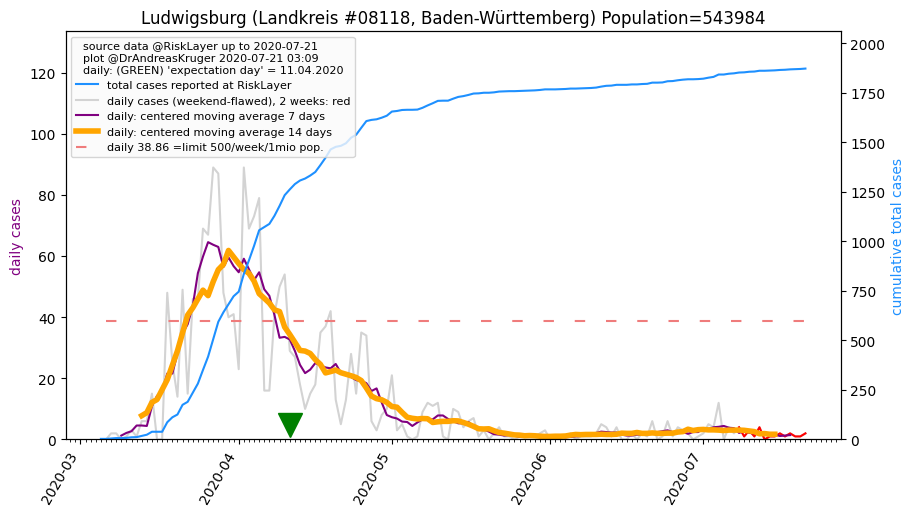 Ludwigsburg (Landkreis #08118, Baden-Württemberg) Population=543984
source data @RiskLayer up to 2020-07-21
plot @DrAndreasKruger 2020-07-21 03:09
daily: (GREEN) 'expectation day' = 11.04.2020
total cases reported at RiskLayer
daily cases (weekend-flawed), 2 weeks: red
daily: centered moving average 7 days
daily: centered moving average 14 days
daily 38.86 =limit 500/week/1mio pop.
daily cases
120
100
80
60
40
20
0
2000
1750
1500
1250
1000
750
500
250
0
cumulative total cases
2020-03
2020-04
2020-05
2020-06
2020-07